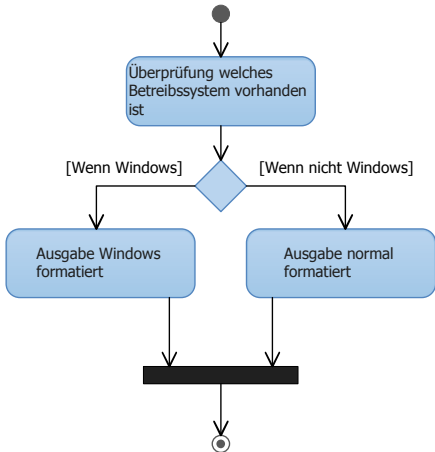 Überprüfung welches
Betreibssystem vorhanden
ist
[Wenn Windows]
[Wenn nicht Windows]
Ausgabe Windows
formatiert
Ausgabe normal
formatiert